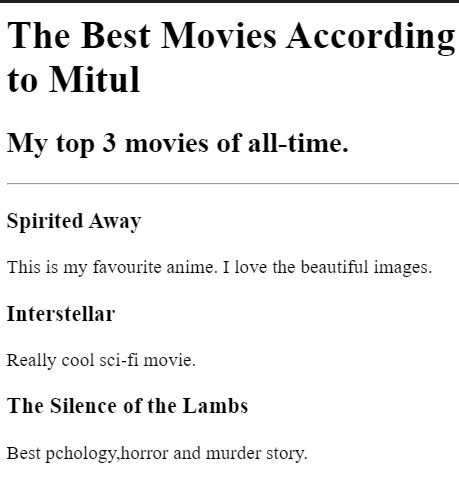 The Best Movies According
to Mitul
My top 3 movies of all-time.
Spirited Away
This is my favourite anime. I love the beautiful images.
Interstellar
Really cool sci-fi movie.
The Silence of the Lambs
Best pchology,horror and murder story.